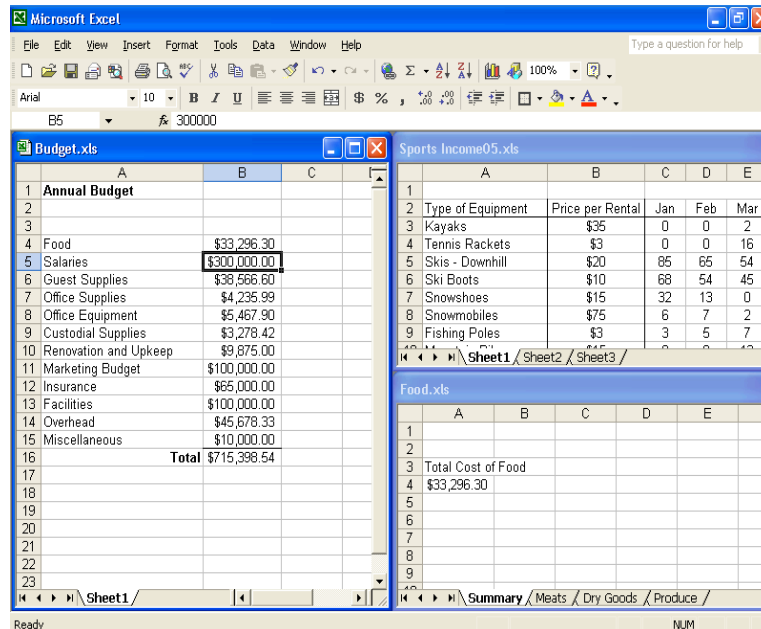 Microsoft Excel
File Edit View Insert Format Tools Data Window Help Type a question for help
100%
Arial 10 B I U $ % ,
B5 fx 300000
Budget.xls
A B C
1 Annual Budget
2
3
4 Food $33,296.30
5 Salaries $300,000.00
6 Guest Supplies $38,566.60
7 Office Supplies $4,235.99
8 Office Equipment $5,467.90
9 Custodial Supplies $3,278.42
10 Renovation and Upkeep $9,875.00
11 Marketing Budget $100,000.00
12 Insurance $65,000.00
13 Facilities $100,000.00
14 Overhead $45,678.33
15 Miscellaneous $10,000.00
16 Total $715,398.54
17
18
19
20
21
22
23
Sheet1
Sports Income05.xls
A B C D E
1
2 Type of Equipment Price per Rental Jan Feb Mar
3 Kayaks $35 0 0 2
4 Tennis Rackets $3 0 0 16
5 Skis - Downhill $20 85 65 54
6 Ski Boots $10 68 54 45
7 Snowshoes $15 32 13 0
8 Snowmobiles $75 6 7 2
9 Fishing Poles $3 3 5 7
Sheet1 Sheet2 Sheet3
Food.xls
A B C D E
1
2
3 Total Cost of Food
4 $33,296.30
5
6
7
8
9
Summary Meats Dry Goods Produce
Ready NUM